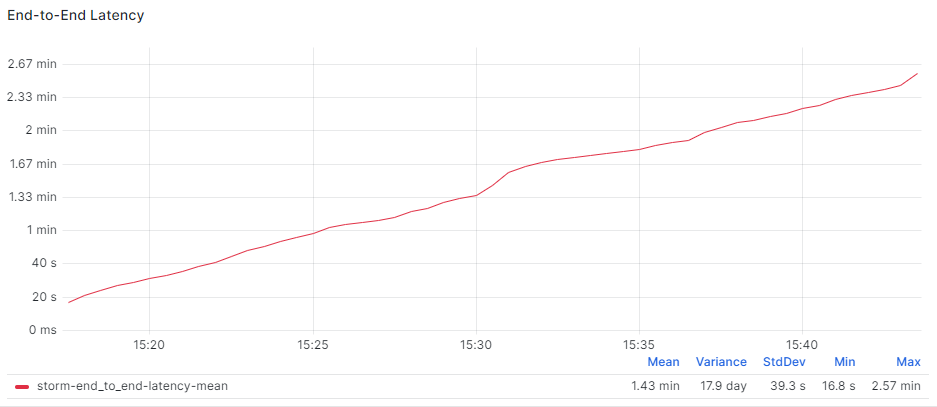 End-to-End Latency
2.67 min
2.33 min
2 min
1.67 min
1.33 min
1 min
40 s
20 s
0 ms
15:20 15:25 15:30 15:35 15:40
Mean Variance StdDev Min Max
storm-end_to_end-latency-mean 1.43 min 17.9 day 39.3 s 16.8 s 2.57 min